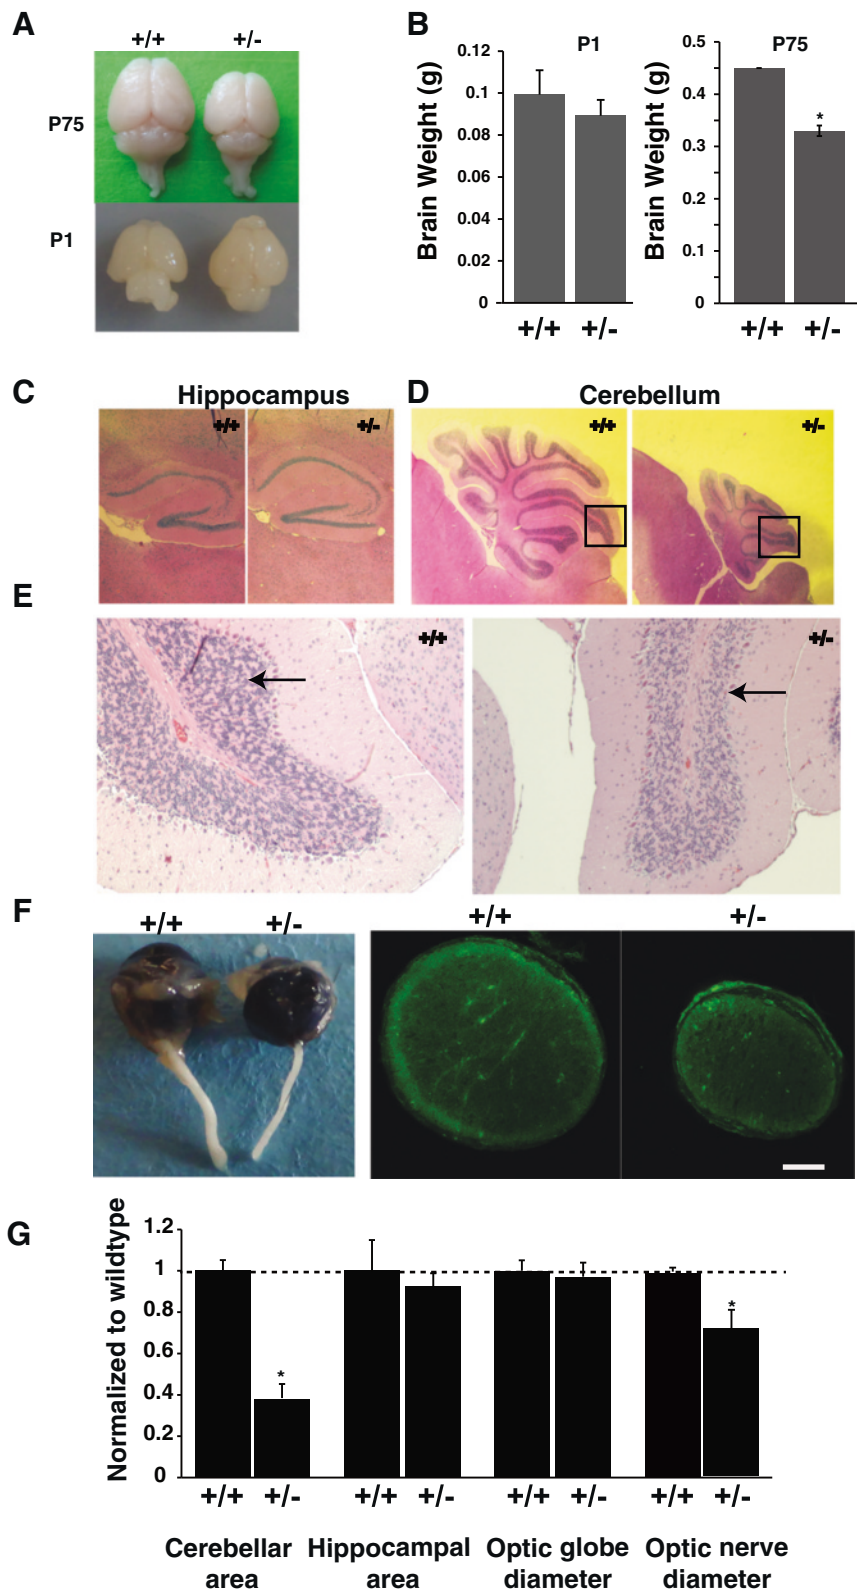 A
+/+ +/-
P75
P1
B
P1
Brain Weight (g)
0.12
0.1
0.08
0.06
0.04
0.02
0
+/+ +/-
P75
Brain Weight (g)
0.5
0.4
0.3
0.2
0.1
0
*
+/+ +/-
C
Hippocampus
+/+ +/-
D
Cerebellum
+/+ +/-
E
+/+ +/-
F
+/+ +/-
+/+ +/-
G
Normalized to wildtype
1.2
1
0.8
0.6
0.4
0.2
0
*
*
+/+ +/- +/+ +/- +/+ +/- +/+ +/-
Cerebellar Hippocampal Optic globe Optic nerve
area area diameter diameter